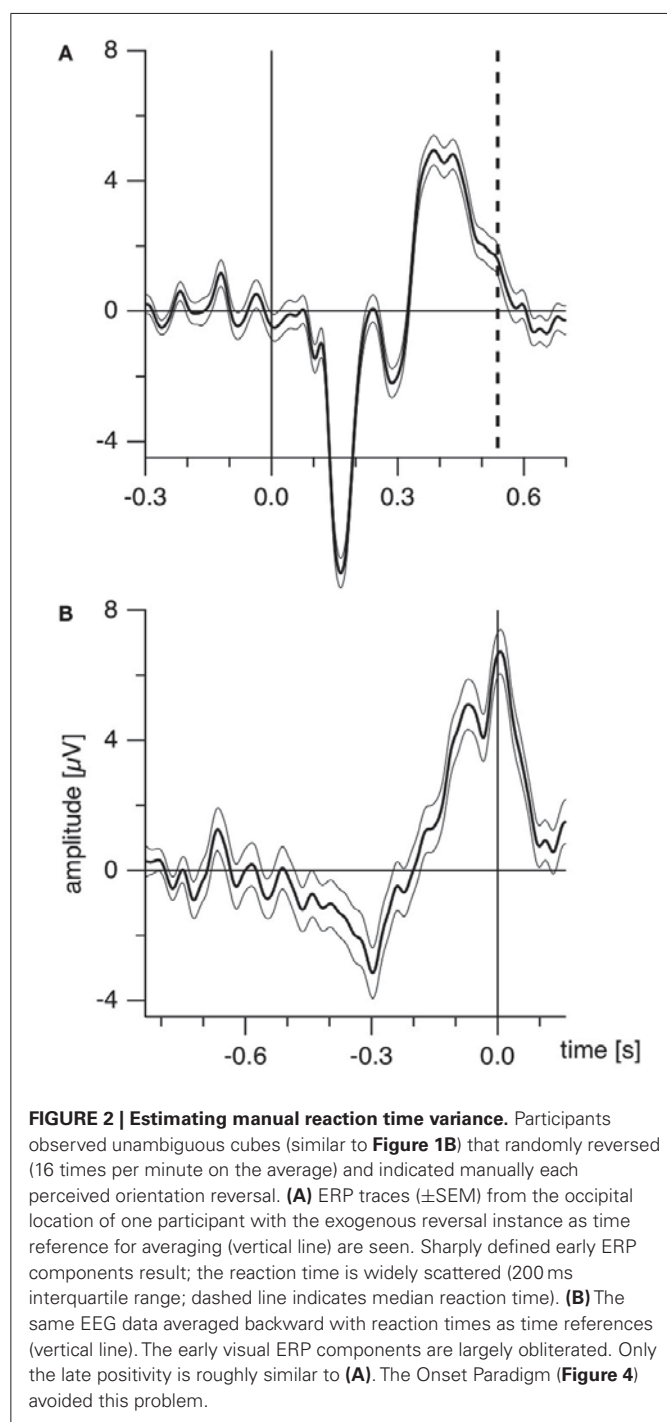 A
8
4
0
-4
-0.3 0.0 0.3 0.6
B
8
4
0
-4
amplitude [µV]
-0.6 -0.3 0.0 time [s]
FIGURE 2 | Estimating manual reaction time variance. Participants
observed unambiguous cubes (similar to Figure 1B) that randomly reversed
(16 times per minute on the average) and indicated manually each
perceived orientation reversal. (A) ERP traces (±SEM) from the occipital
location of one participant with the exogenous reversal instance as time
reference for averaging (vertical line) are seen. Sharply defined early ERP
components result; the reaction time is widely scattered (200 ms
interquartile range; dashed line indicates median reaction time). (B) The
same EEG data averaged backward with reaction times as time references
(vertical line). The early visual ERP components are largely obliterated. Only
the late positivity is roughly similar to (A). The Onset Paradigm (Figure 4)
avoided this problem.